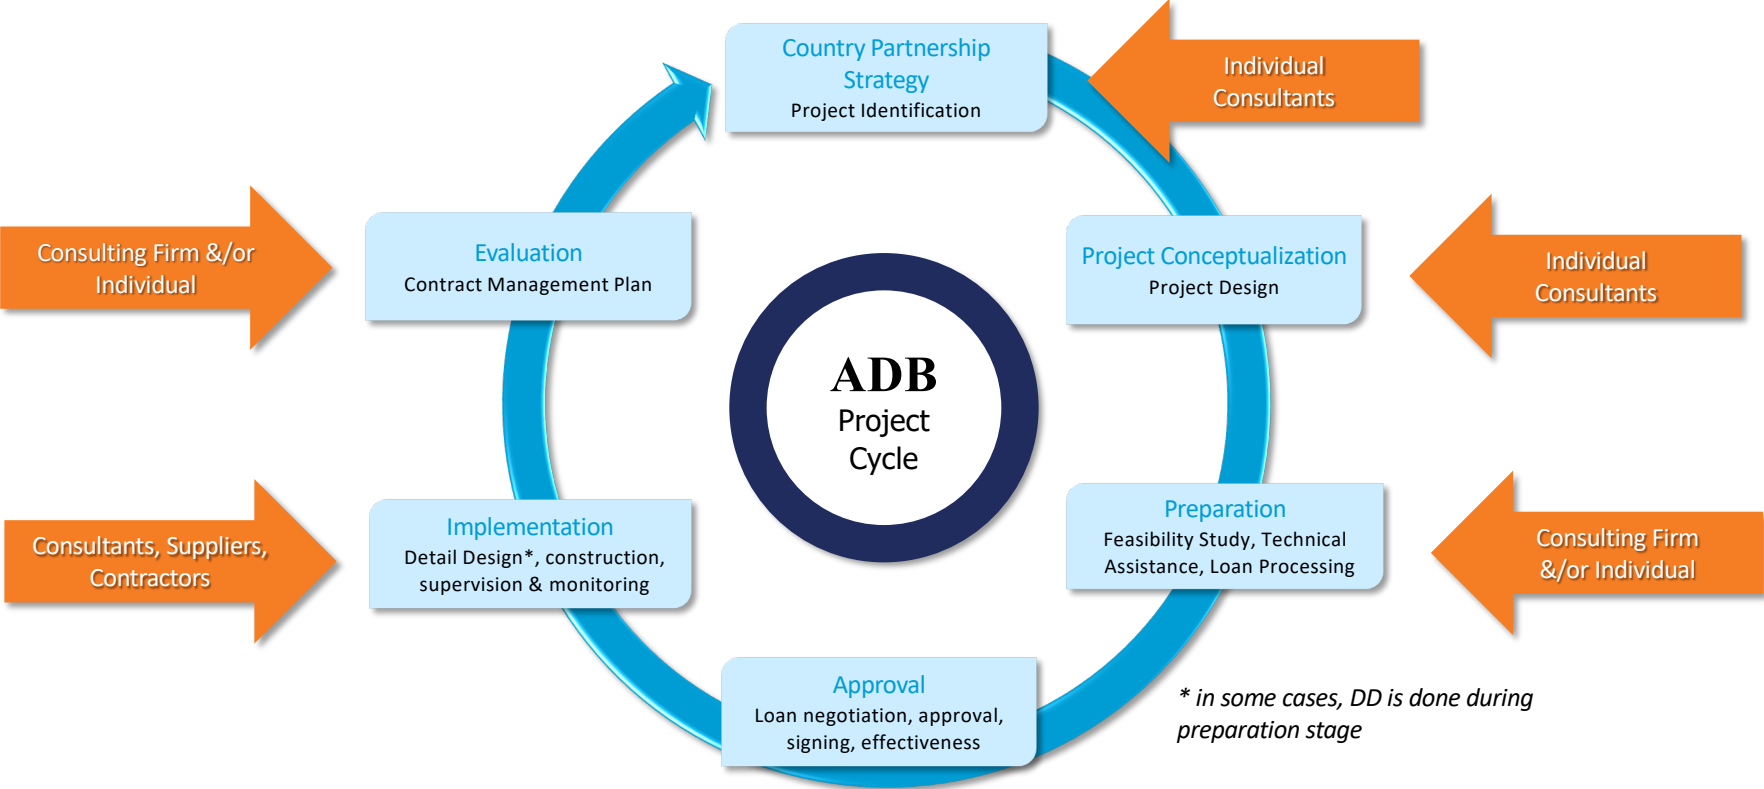 Country Partnership
Strategy
Project Identification
Individual
Consultants
Consulting Firm &/or
Individual
Evaluation
Contract Management Plan
Project Conceptualization
Project Design
Individual
Consultants
ADB
Project
Cycle
Consultants, Suppliers,
Contractors
Implementation
Detail Design*, construction,
supervision & monitoring
Preparation
Feasibility Study, Technical
Assistance, Loan Processing
Consulting Firm
&/or Individual
Approval
Loan negotiation, approval,
signing, effectiveness
* in some cases, DD is done during
preparation stage